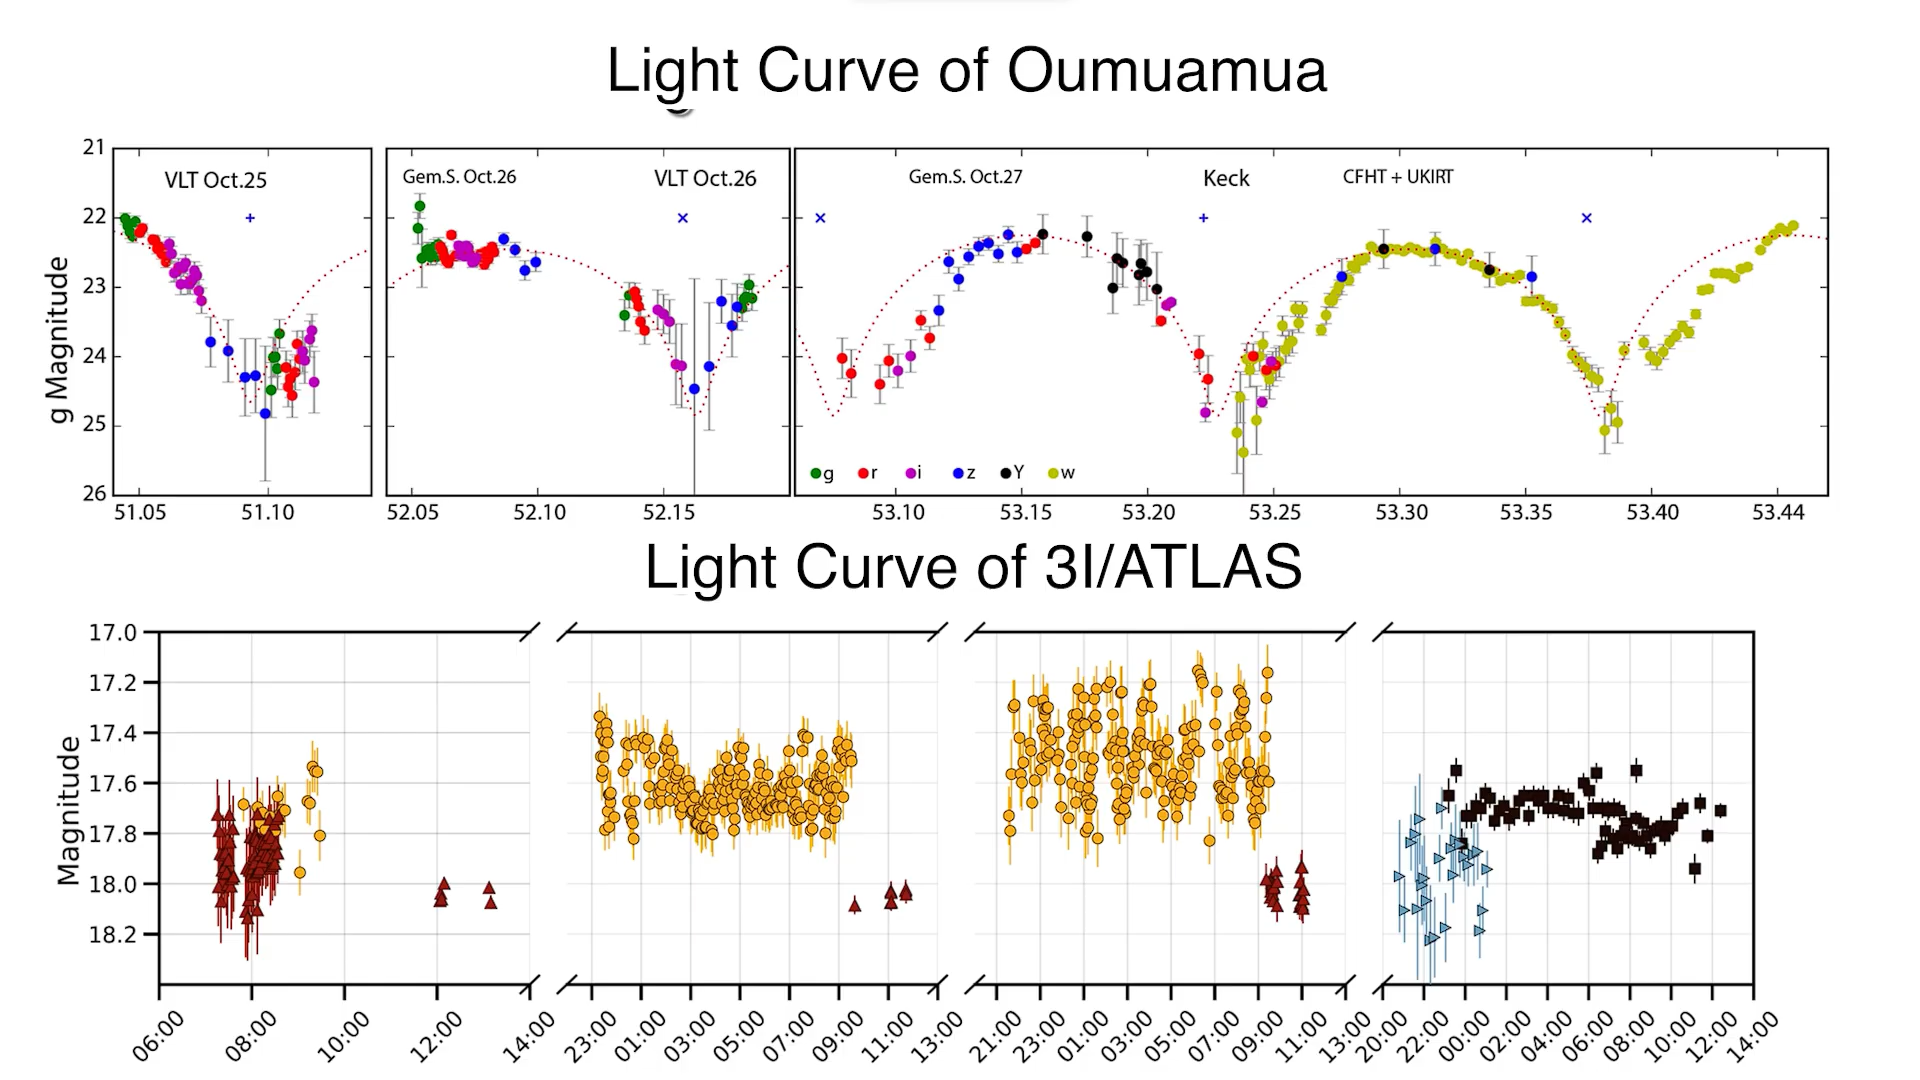 Light Curve of Oumuamua
21
22
23
24
25
26
g Magnitude
VLT Oct.25
Gem.S. Oct.26
VLT Oct.26
Gem.S. Oct.27
Keck
CFHT + UKIRT
g r i z Y w
51.05 51.10 52.05 52.10 52.15 53.10 53.15 53.20 53.25 53.30 53.35 53.40 53.44
Light Curve of 3I/ATLAS
17.0
17.2
17.4
17.6
17.8
18.0
18.2
Magnitude
06:00 08:00 10:00 12:00 14:00 23:00 01:00 03:00 05:00 07:00 09:00 11:00 13:00 21:00 23:00 01:00 03:00 05:00 07:00 09:00 11:00 13:00 20:00 22:00 00:00 02:00 04:00 06:00 08:00 10:00 12:00 14:00